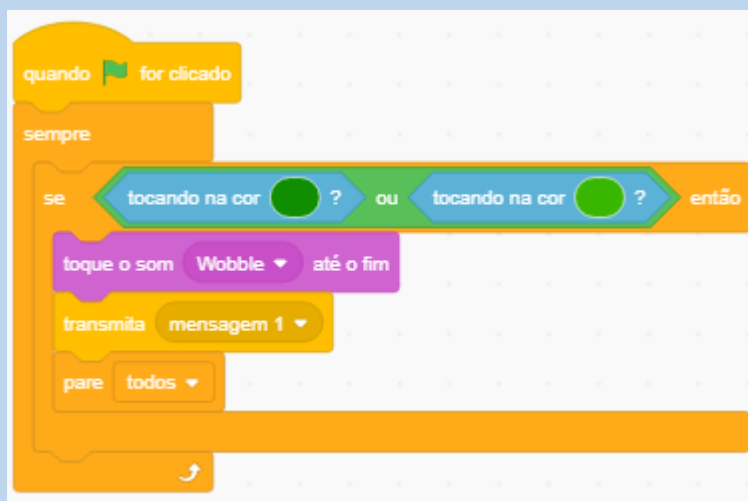 quando for clicado
sempre
se tocando na cor ? ou tocando na cor ? então
toque o som Wobble até o fim
transmita mensagem 1
pare todos